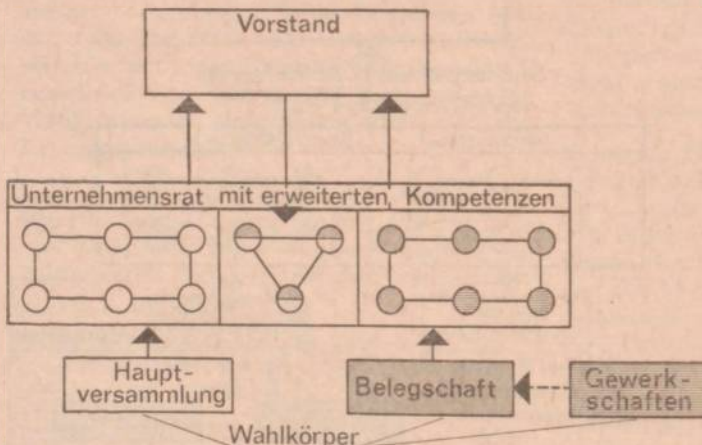 Vorstand
Unternehmensrat mit erweiterten, Kompetenzen
Haupt-
versammlung
Belegschaft
Gewerk-
schaften
Wahlkörper